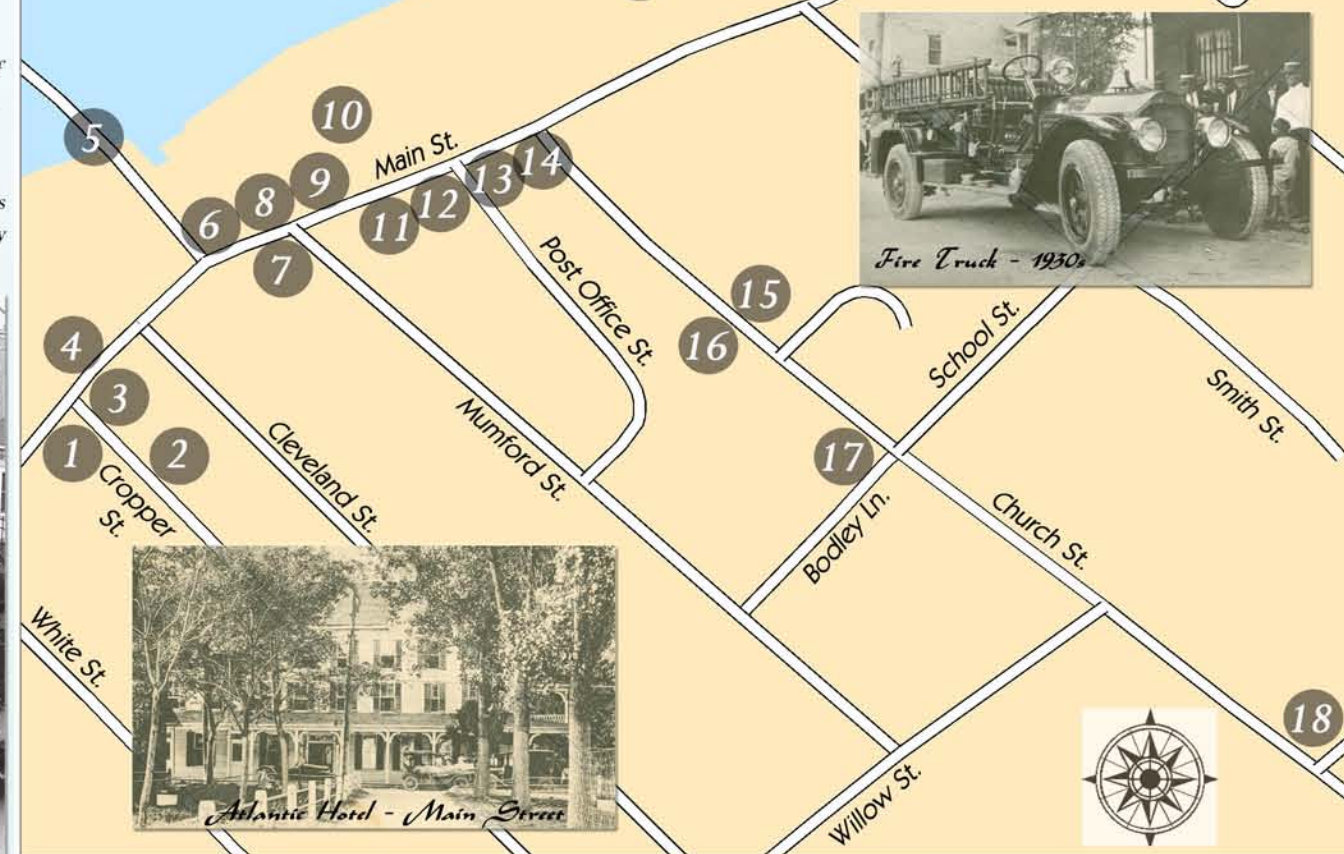 r
s
y
5
10
Main St.
14
13
9
8
12
6
11
7
Fire Truck - 1930s
Post Office St.
15
16
School St.
4
3
Smith St.
1
2
Cropper
St.
Cleveland St.
Mumford St.
17
Bodley Ln.
Church St.
White St.
18
Atlantic Hotel - Main Street
Willow St.